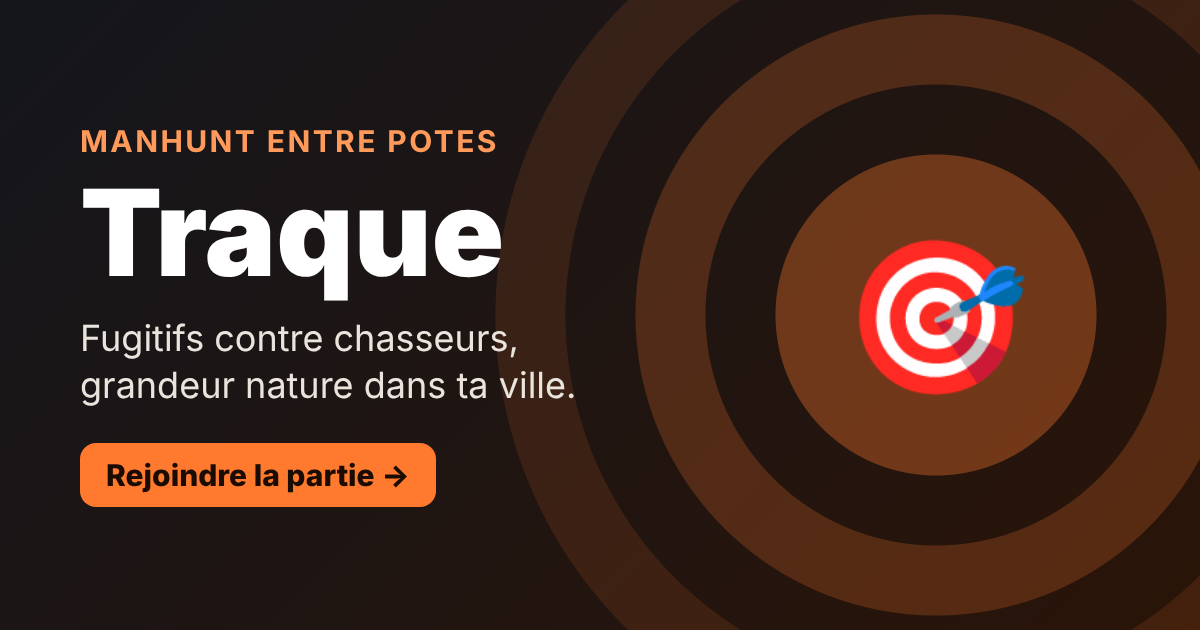 MANHUNT ENTRE POTES
Traque
Fugitifs contre chasseurs,
grandeur nature dans ta ville.
Rejoindre la partie →